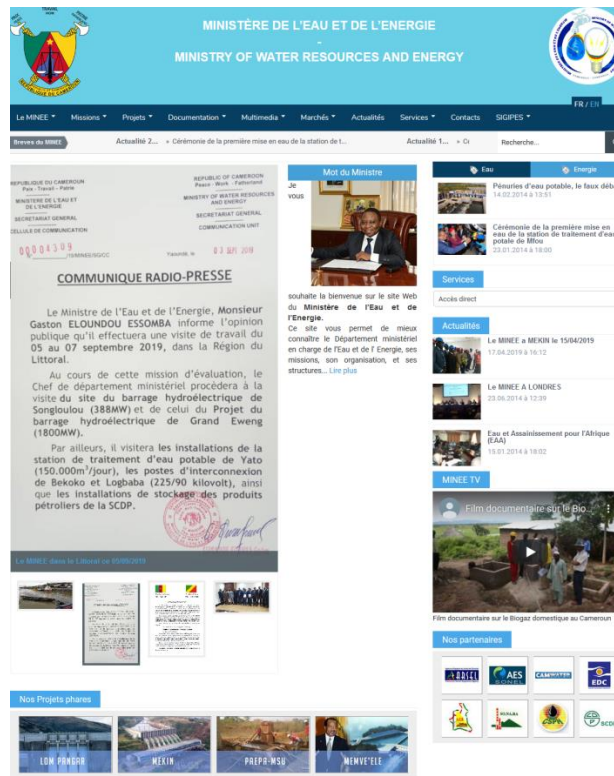 MINISTÈRE DE L'EAU ET DE L'ENERGIE
-
MINISTRY OF WATER RESOURCES AND ENERGY
FR / EN
Le MINEE
Missions
Projets
Documentation
Multimedia
Marchés
Actualités
Services
Contacts
SIGIPES
Breves du MINEE
Actualité 2... » Cérémonie de la première mise en eau de la station de t...
Actualité 1...
Recherche...
REPUBLIQUE DU CAMEROUN
Paix - Travail - Patrie
MINISTERE DE L'EAU ET
DE L'ENERGIE
SECRETARIAT GENERAL
CELLULE DE COMMUNICATION
REPUBLIC OF CAMEROON
Peace - Work - Fatherland
MINISTRY OF WATER RESOURCES
AND ENERGY
SECRETARIAT GENERAL
COMMUNICATION UNIT
00004309
Yaoundé, le 03 SEPT 2019
COMMUNIQUE RADIO-PRESSE
Le Ministre de l'Eau et de l'Energie, Monsieur
Gaston ELOUNDOU ESSOMBA informe l'opinion
publique qu'il effectuera une visite de travail du
05 au 07 septembre 2019, dans la Région du
Littoral.
Au cours de cette mission d'évaluation, le
Chef de département ministériel procédera à la
visite du site du barrage hydroélectrique de
Songloulou (388MW) et de celui du Projet du
barrage hydroélectrique de Grand Eweng
(1800MW).
Par ailleurs, il visitera les installations de la
station de traitement d'eau potable de Yato
(150.000m³/jour), les postes d'interconnexion
de Bekoko et Logbaba (225/90 kilovolt), ainsi
que les installations de stockage des produits
pétroliers de la SCDP.
Le MINEE dans le Littoral ce 05/09/2019
Mot du Ministre
Je
vous
souhaite la bienvenue sur le site Web
du Ministère de l'Eau et de
l'Energie.
Ce site vous permet de mieux
connaître le Département ministériel
en charge de l'Eau et de l' Energie, ses
missions, son organisation, et ses
structures... Lire plus
Eau
Energie
Pénuries d'eau potable, le faux déba
14.02.2014 à 13:51
Cérémonie de la première mise en
eau de la station de traitement d'eau
potale de Mfou
23.01.2014 à 18:00
Services
Accès direct
Actualités
Le MINEE a MEKIN le 15/04/2019
17.04.2019 à 16:12
Le MINEE A LONDRES
23.06.2014 à 12:39
Eau et Assainissement pour l'Afrique
(EAA)
13.01.2014 à 18:02
MINEE TV
Film documentaire sur le Bio...
Film documentaire sur le Biogaz domestique au Cameroun
Nos partenaires
ARSEL
AES
SONEL
CAMWATER
EDC
SCDP
Nos Projets phares
LOM PANGAR
MEKIN
PREPA-MSU
MEMVE'ELE